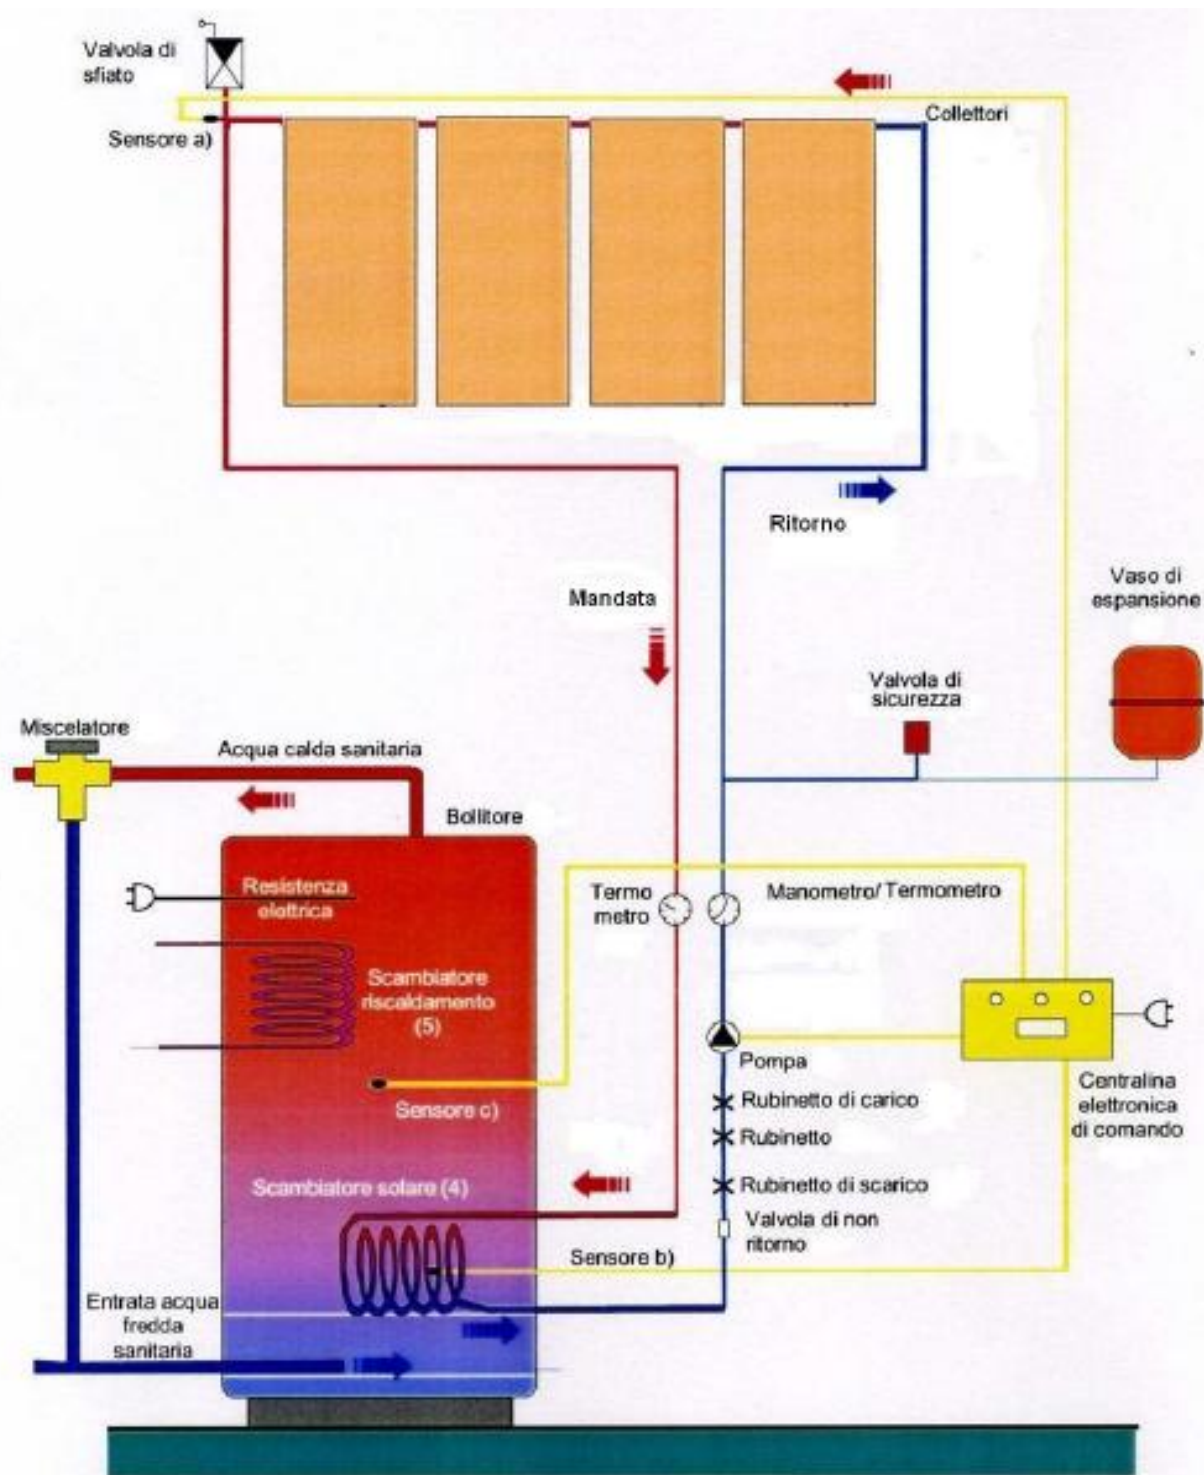 Valvola di
sfiato
Sensore a)
Collettori
Ritorno
Mandata
Vaso di
espansione
Valvola di
sicurezza
Miscelatore
Acqua calda sanitaria
Bollitore
Resistenza
elettrica
Termo
metro
Manometro/ Termometro
Scambiatore
riscaldamento
(5)
Pompa
Sensore c)
Rubinetto di carico
Rubinetto
Centralina
elettronica
di comando
Scambiatore solare (4)
Rubinetto di scarico
Valvola di non
ritorno
Sensore b)
Entrata acqua
fredda
sanitaria